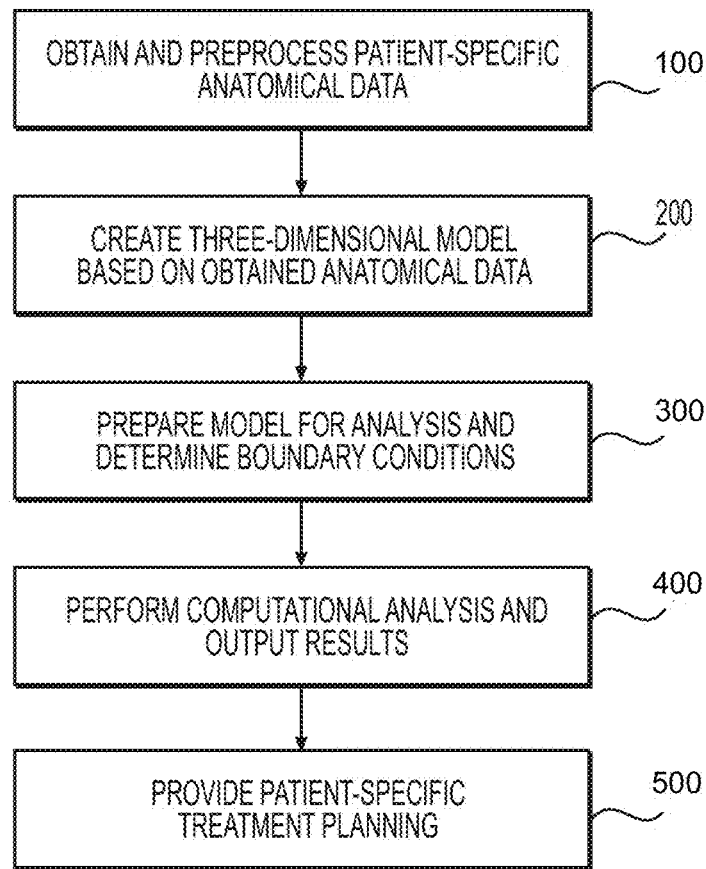 OBTAIN AND PREPROCESS PATIENT-SPECIFIC
ANATOMICAL DATA
100
CREATE THREE-DIMENSIONAL MODEL
BASED ON OBTAINED ANATOMICAL DATA
200
PREPARE MODEL FOR ANALYSIS AND
DETERMINE BOUNDARY CONDITIONS
300
PERFORM COMPUTATIONAL ANALYSIS AND
OUTPUT RESULTS
400
PROVIDE PATIENT-SPECIFIC
TREATMENT PLANNING
500